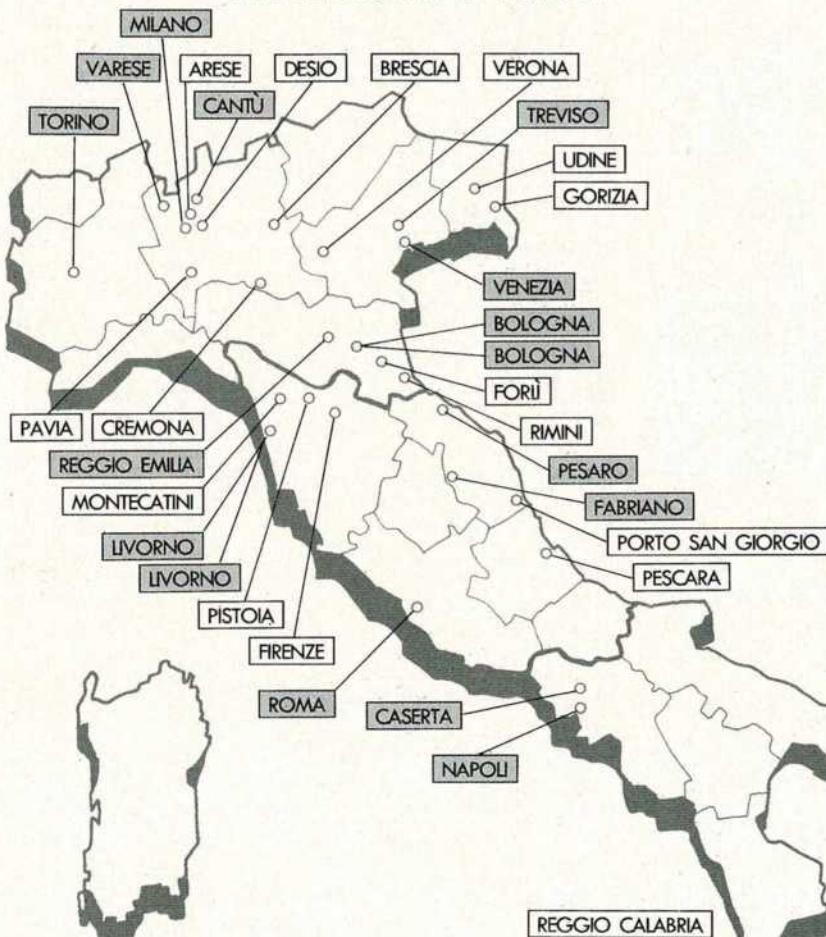 MILANO
VARESE
ARESE
DESIO
BRESCIA
VERONA
CANTÙ
TORINO
TREVISO
UDINE
GORIZIA
VENEZIA
BOLOGNA
BOLOGNA
FORLÌ
PAVIA
CREMONA
RIMINI
REGGIO EMILIA
PESARO
MONTECATINI
FABRIANO
PORTO SAN GIORGIO
LIVORNO
LIVORNO
PESCARA
PISTOIA
FIRENZE
ROMA
CASERTA
NAPOLI
REGGIO CALABRIA